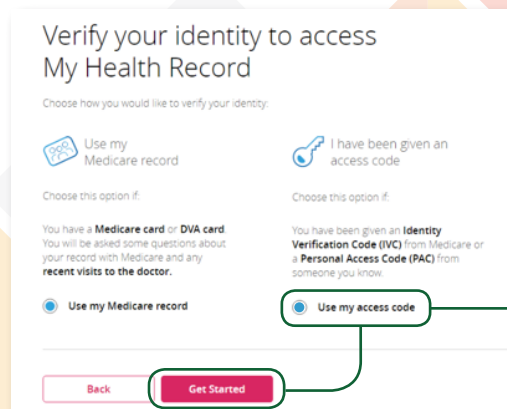 Verify your identity to access
My Health Record
Choose how you would like to verify your identity:
Use my
Medicare record
Choose this option if:
You have a Medicare card or DVA card.
You will be asked some questions about
your record with Medicare and any
recent visits to the doctor.
Use my Medicare record
I have been given an
access code
Choose this option if:
You have been given an Identity
Verification Code (IVC) from Medicare or
a Personal Access Code (PAC) from
someone you know.
Use my access code
Back
Get Started